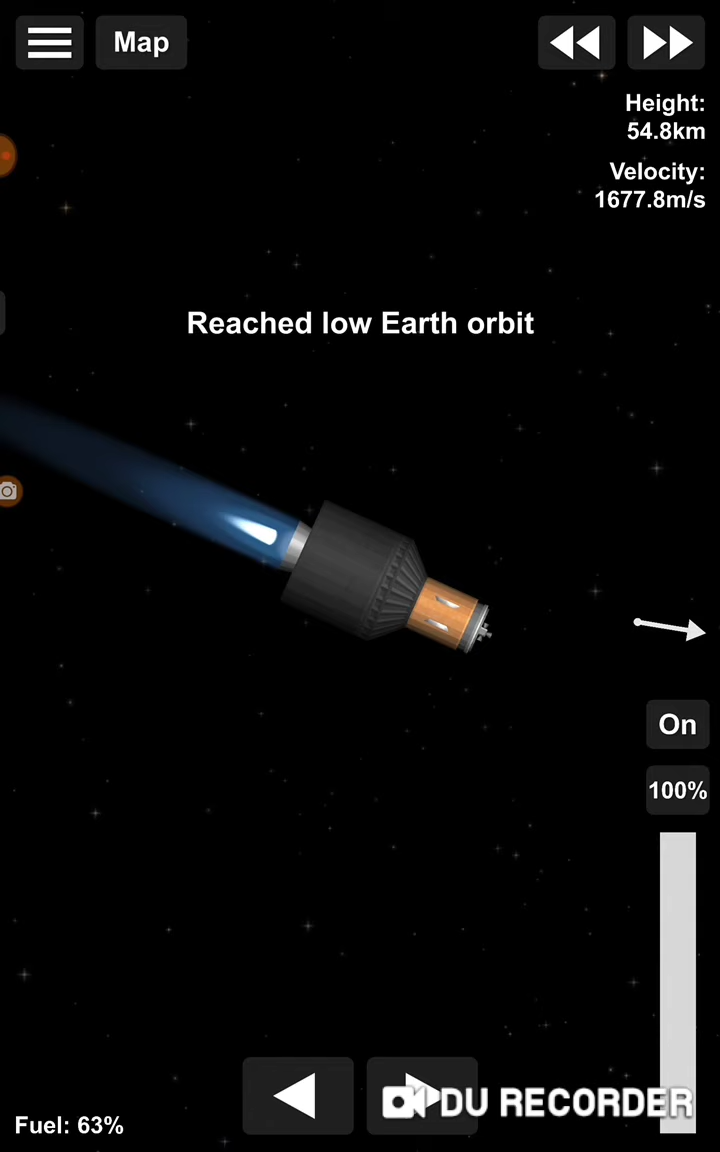 Map
Height:
54.8km
Velocity:
1677.8m/s
Reached low Earth orbit
On
100%
DU RECORDER
Fuel: 63%